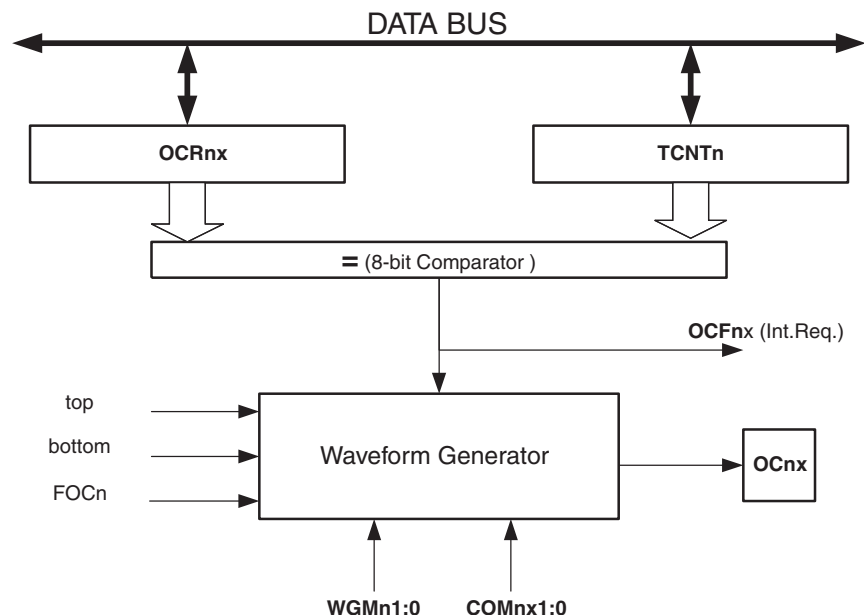 DATA BUS
OCRnx
TCNTn
= (8-bit Comparator )
OCFnx (Int.Req.)
top
bottom
FOCn
Waveform Generator
OCnx
WGMn1:0
COMnx1:0